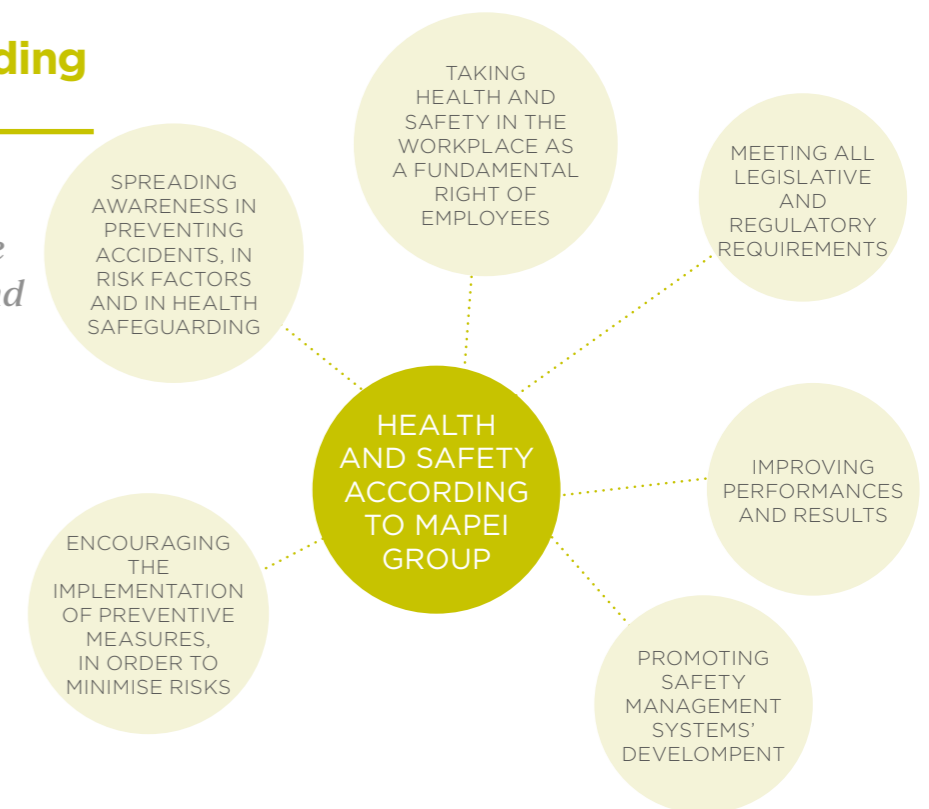 ding
e
nd
TAKING
HEALTH AND
SAFETY IN THE
WORKPLACE AS
A FUNDAMENTAL
RIGHT OF
EMPLOYEES
MEETING ALL
LEGISLATIVE
AND
REGULATORY
REQUIREMENTS
SPREADING
AWARENESS IN
PREVENTING
ACCIDENTS, IN
RISK FACTORS
AND IN HEALTH
SAFEGUARDING
HEALTH
AND SAFETY
ACCORDING
TO MAPEI
GROUP
IMPROVING
PERFORMANCES
AND RESULTS
ENCOURAGING
THE
IMPLEMENTATION
OF PREVENTIVE
MEASURES,
IN ORDER TO
MINIMISE RISKS
PROMOTING
SAFETY
MANAGEMENT
SYSTEMS’
DEVELOMPENT